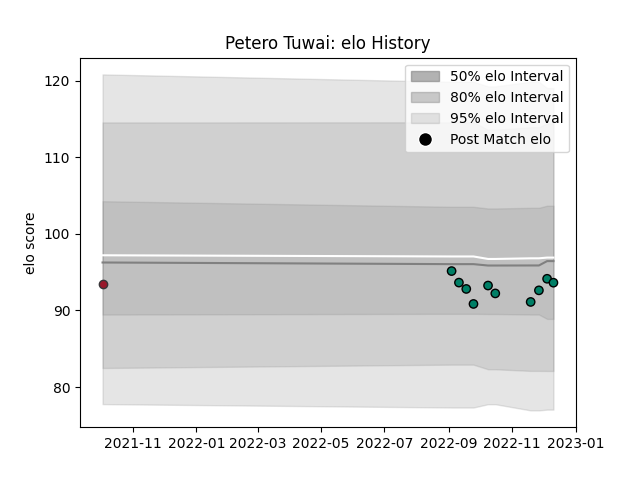 Petero Tuwai: elo History
50% elo Interval
80% elo Interval
95% elo Interval
Post Match elo
elo score
120
110
100
90
80
2021-11 2022-01 2022-03 2022-05 2022-07 2022-09 2022-11 2023-01